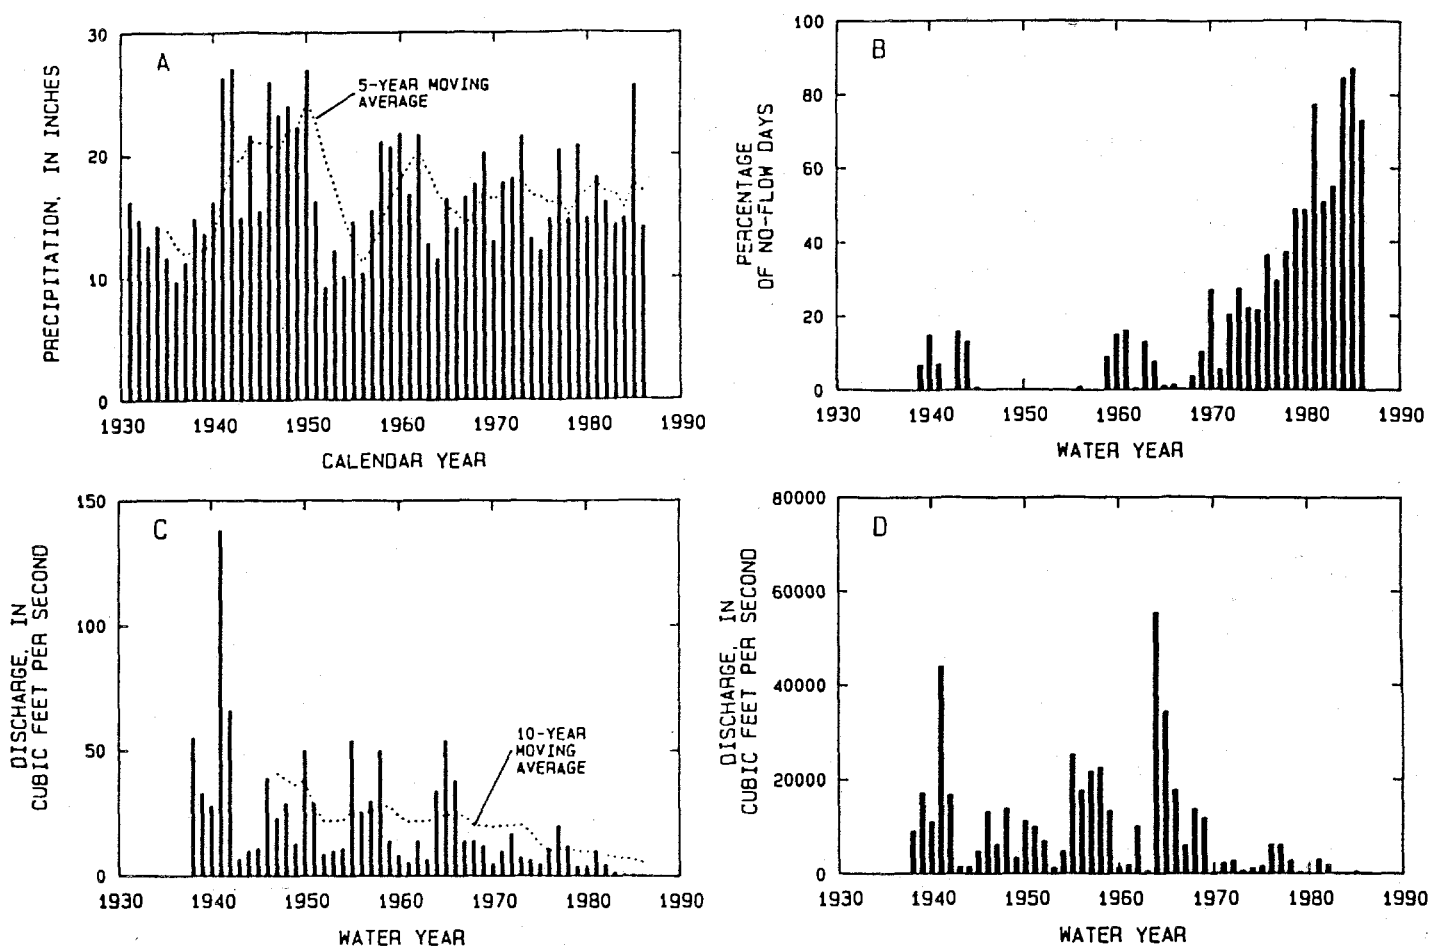 A
30
20
10
0
PRECIPITATION, IN INCHES
5-YEAR MOVING
AVERAGE
1930 1940 1950 1960 1970 1980 1990
CALENDAR YEAR
B
100
80
60
40
20
0
PERCENTAGE
OF NO-FLOW DAYS
1930 1940 1950 1960 1970 1980 1990
WATER YEAR
C
150
100
50
0
DISCHARGE, IN
CUBIC FEET PER SECOND
10-YEAR
MOVING
AVERAGE
1930 1940 1950 1960 1970 1980 1990
WATER YEAR
D
80000
60000
40000
20000
0
DISCHARGE, IN
CUBIC FEET PER SECOND
1930 1940 1950 1960 1970 1980 1990
WATER YEAR